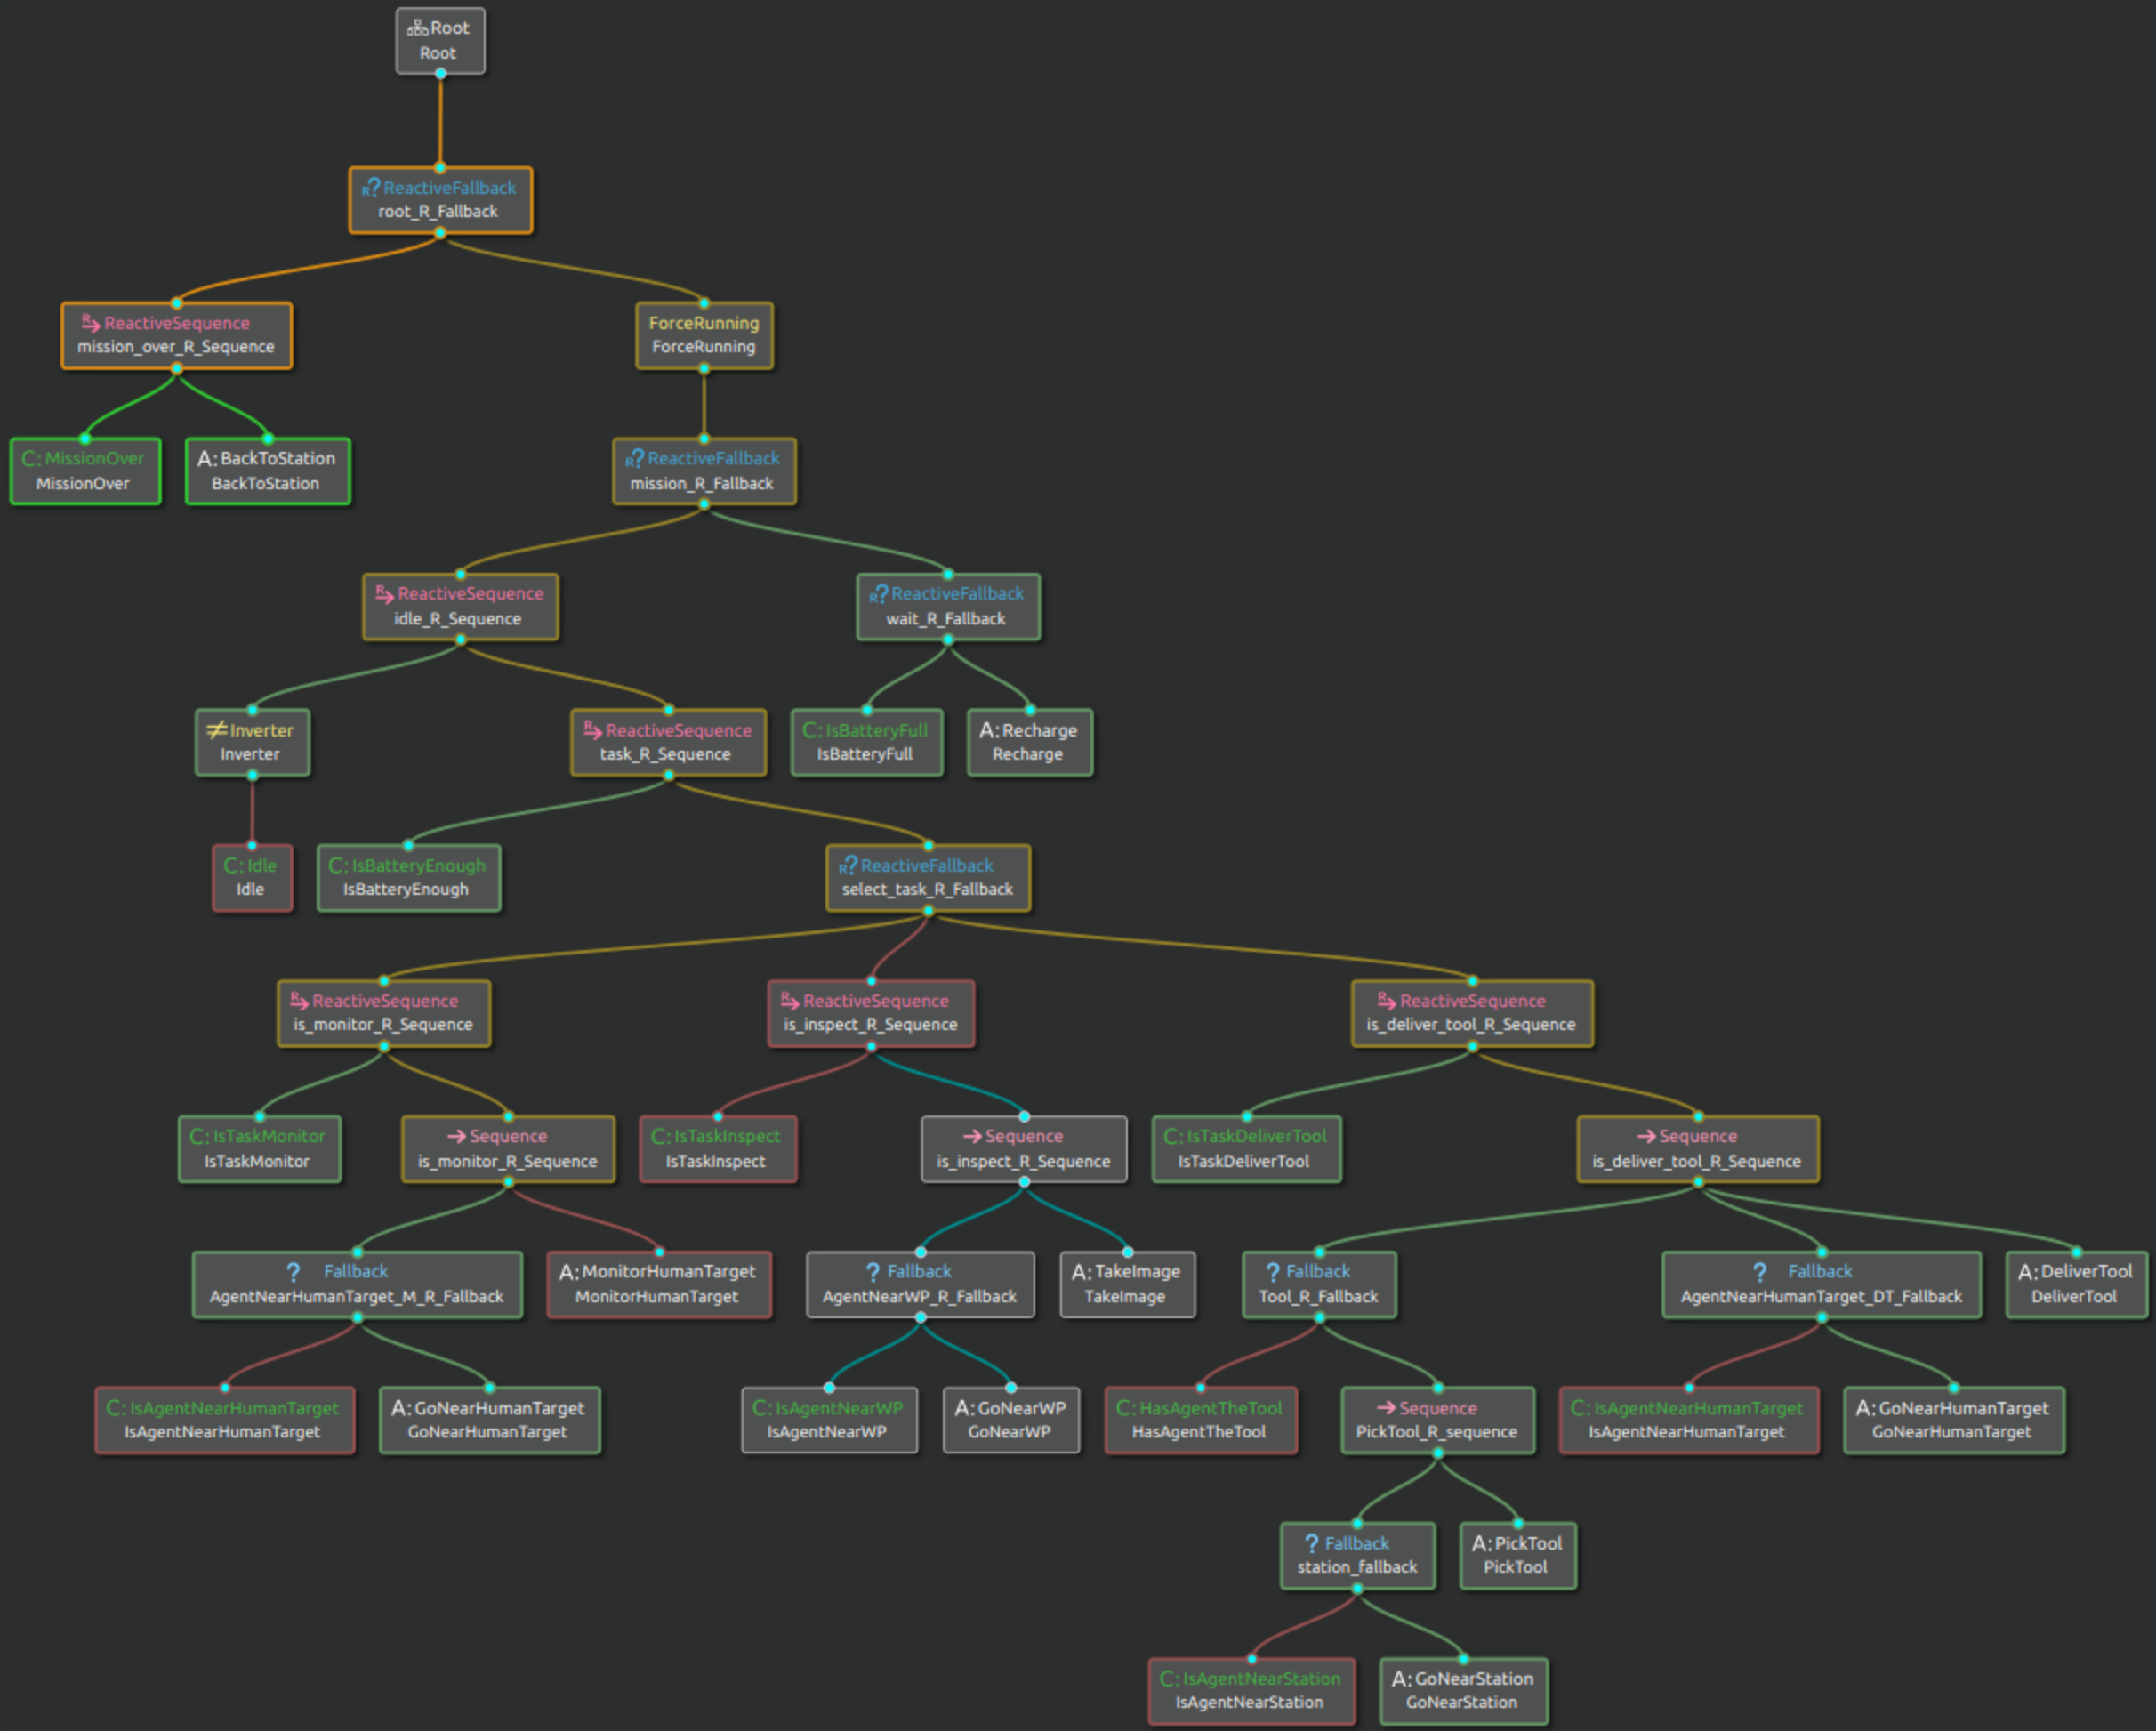 Root
Root
R?ReactiveFallback
root_R_Fallback
ReactiveSequence
mission_over_R_Sequence
ForceRunning
ForceRunning
C:MissionOver
MissionOver
A:BackToStation
BackToStation
R?ReactiveFallback
mission_R_Fallback
ReactiveSequence
idle_R_Sequence
R?ReactiveFallback
wait_R_Fallback
Inverter
Inverter
ReactiveSequence
task_R_Sequence
C:IsBatteryFull
IsBatteryFull
A:Recharge
Recharge
C:Idle
Idle
C:IsBatteryEnough
IsBatteryEnough
R?ReactiveFallback
select_task_R_Fallback
ReactiveSequence
is_monitor_R_Sequence
ReactiveSequence
is_inspect_R_Sequence
ReactiveSequence
is_deliver_tool_R_Sequence
C:IsTaskMonitor
IsTaskMonitor
Sequence
is_monitor_R_Sequence
C:IsTaskInspect
IsTaskInspect
Sequence
is_inspect_R_Sequence
C:IsTaskDeliverTool
IsTaskDeliverTool
Sequence
is_deliver_tool_R_Sequence
? Fallback
AgentNearHumanTarget_M_R_Fallback
A:MonitorHumanTarget
MonitorHumanTarget
? Fallback
AgentNearWP_R_Fallback
A:TakeImage
TakeImage
? Fallback
Tool_R_Fallback
? Fallback
AgentNearHumanTarget_DT_Fallback
A:DeliverTool
DeliverTool
C:IsAgentNearHumanTarget
IsAgentNearHumanTarget
A:GoNearHumanTarget
GoNearHumanTarget
C:IsAgentNearWP
IsAgentNearWP
A:GoNearWP
GoNearWP
C:HasAgentTheTool
HasAgentTheTool
Sequence
PickTool_R_sequence
C:IsAgentNearHumanTarget
IsAgentNearHumanTarget
A:GoNearHumanTarget
GoNearHumanTarget
? Fallback
station_fallback
A:PickTool
PickTool
C:IsAgentNearStation
IsAgentNearStation
A:GoNearStation
GoNearStation